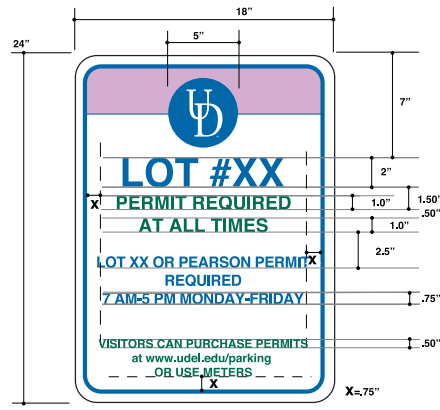 18"
24"
5"
UD
7"
LOT #XX
2"
X
PERMIT REQUIRED
1.0"
1.50"
.50"
AT ALL TIMES
1.0"
X
2.5"
LOT XX OR PEARSON PERMIT
REQUIRED
7 AM-5 PM MONDAY-FRIDAY
.75"
VISITORS CAN PURCHASE PERMITS
.50"
at www.udel.edu/parking
OR USE METERS
X
X=.75"